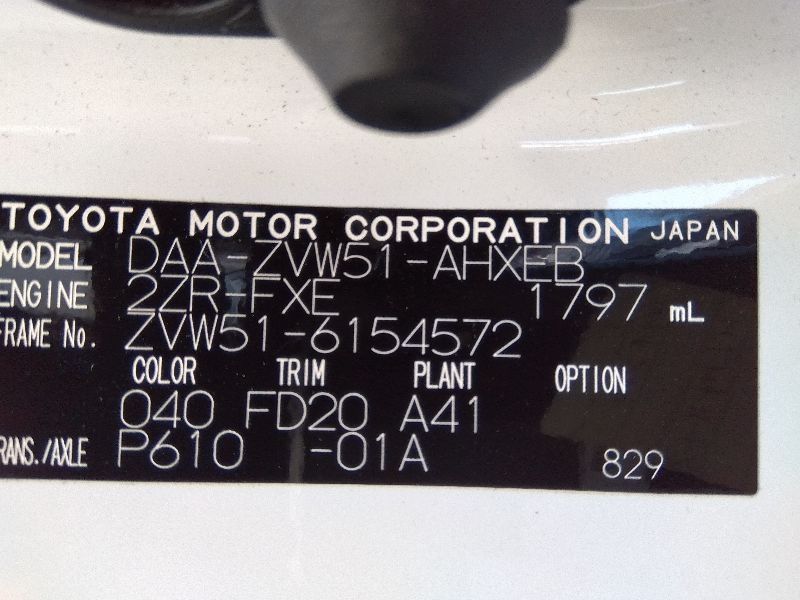 TOYOTA MOTOR CORPORATION JAPAN
MODEL DAA-ZVW51-AHXEB
ENGINE 2ZR-FXE 1797 mL
FRAME No. ZVW51-6154572
COLOR TRIM PLANT OPTION
040 FD20 A41
TRANS./AXLE P610 -01A 829